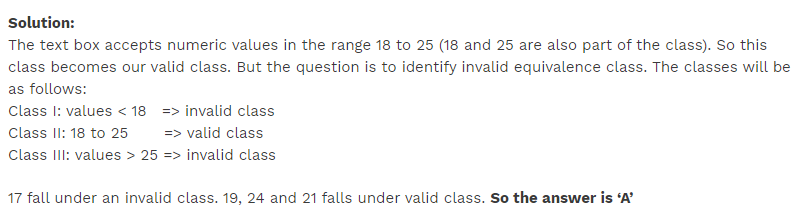 Solution:
The text box accepts numeric values in the range 18 to 25 (18 and 25 are also part of the class). So this
class becomes our valid class. But the question is to identify invalid equivalence class. The classes will be
as follows:
Class I: values < 18 => invalid class
Class II: 18 to 25 => valid class
Class III: values > 25 => invalid class
17 fall under an invalid class. 19, 24 and 21 falls under valid class. So the answer is ‘A’